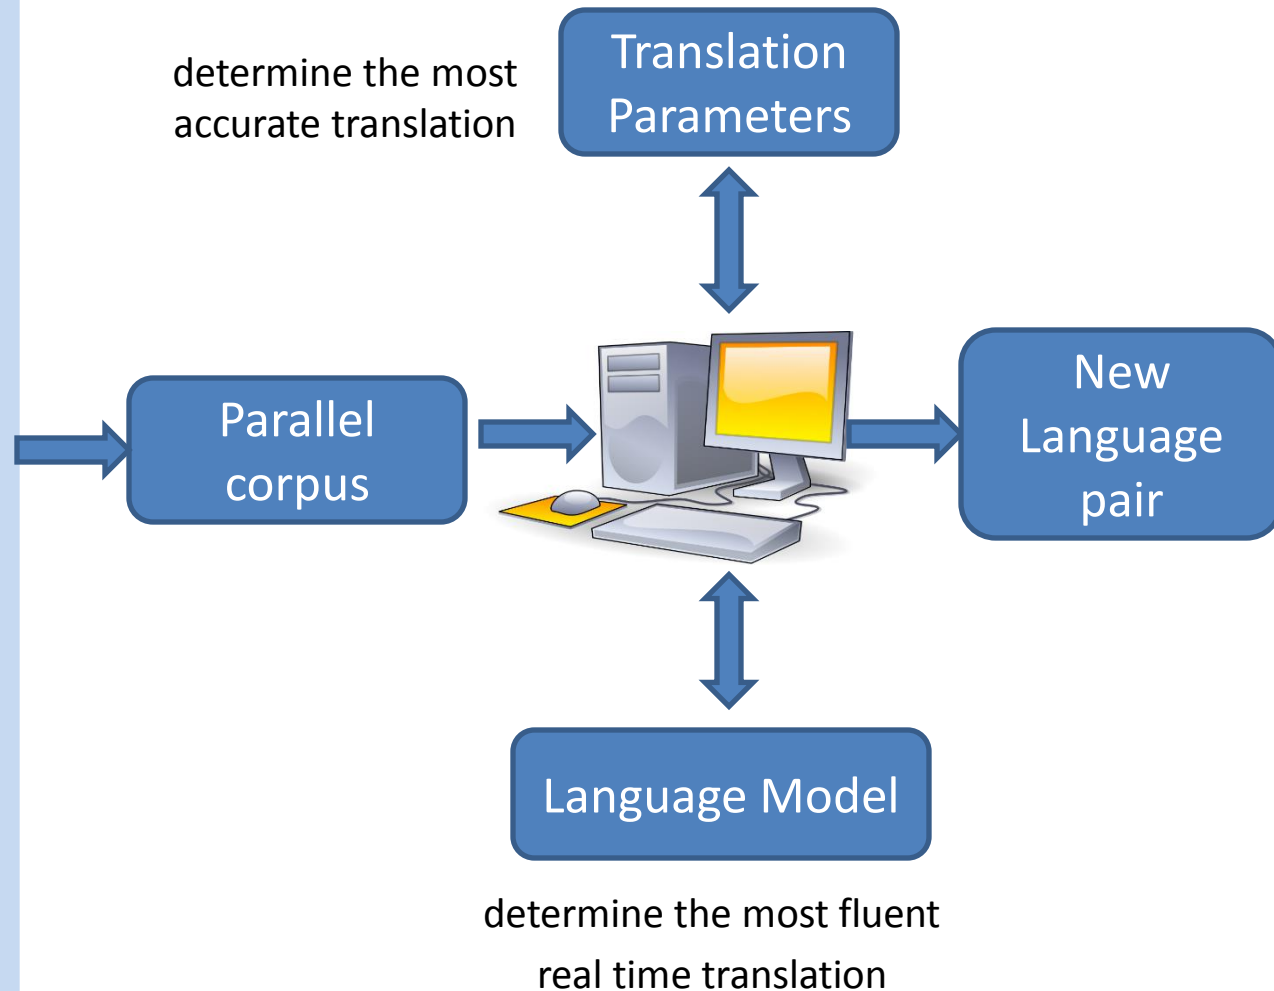 determine the most
accurate translation
Translation
Parameters
Parallel
corpus
New
Language
pair
Language Model
determine the most fluent
real time translation